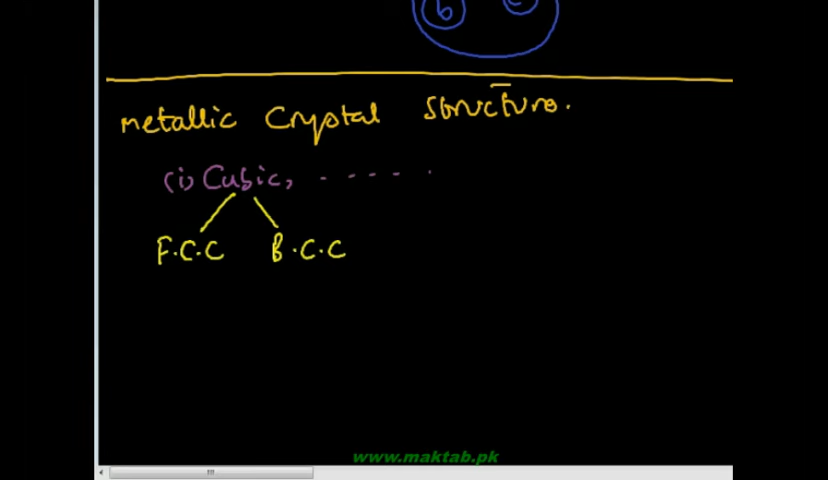 b
metallic Crystal Structure.
(i) Cubic, - - - - - -
F.C.C B.C.C
www.maktab.pk